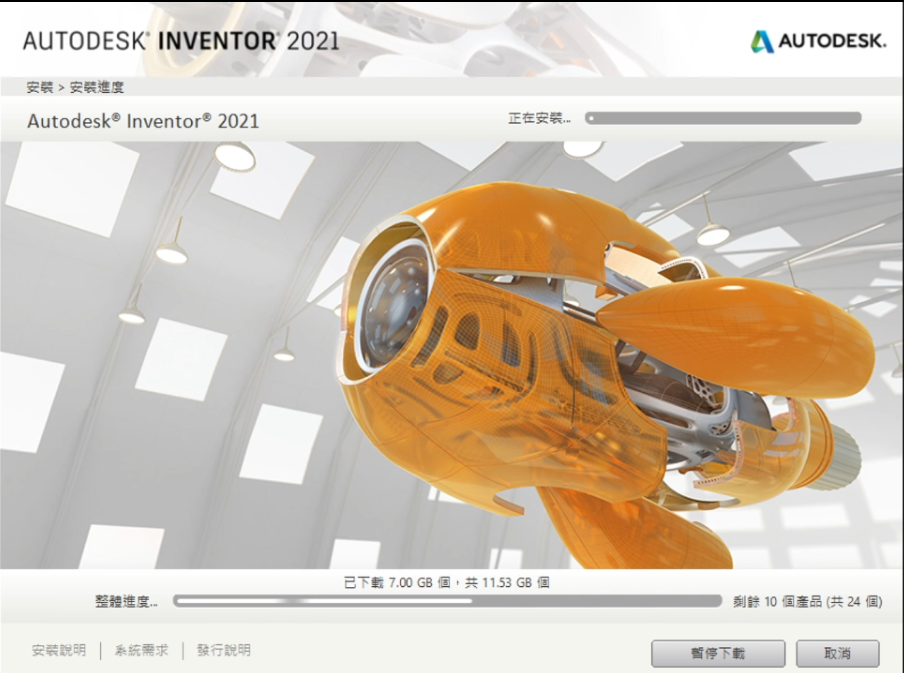 AUTODESK® INVENTOR® 2021
AUTODESK.
安裝 > 安裝進度
Autodesk® Inventor® 2021
正在安裝...
已下載 7.00 GB 個，共 11.53 GB 個
整體進度...
剩餘 10 個產品 (共 24 個)
安裝說明 | 系統需求 | 發行說明
暫停下載
取消